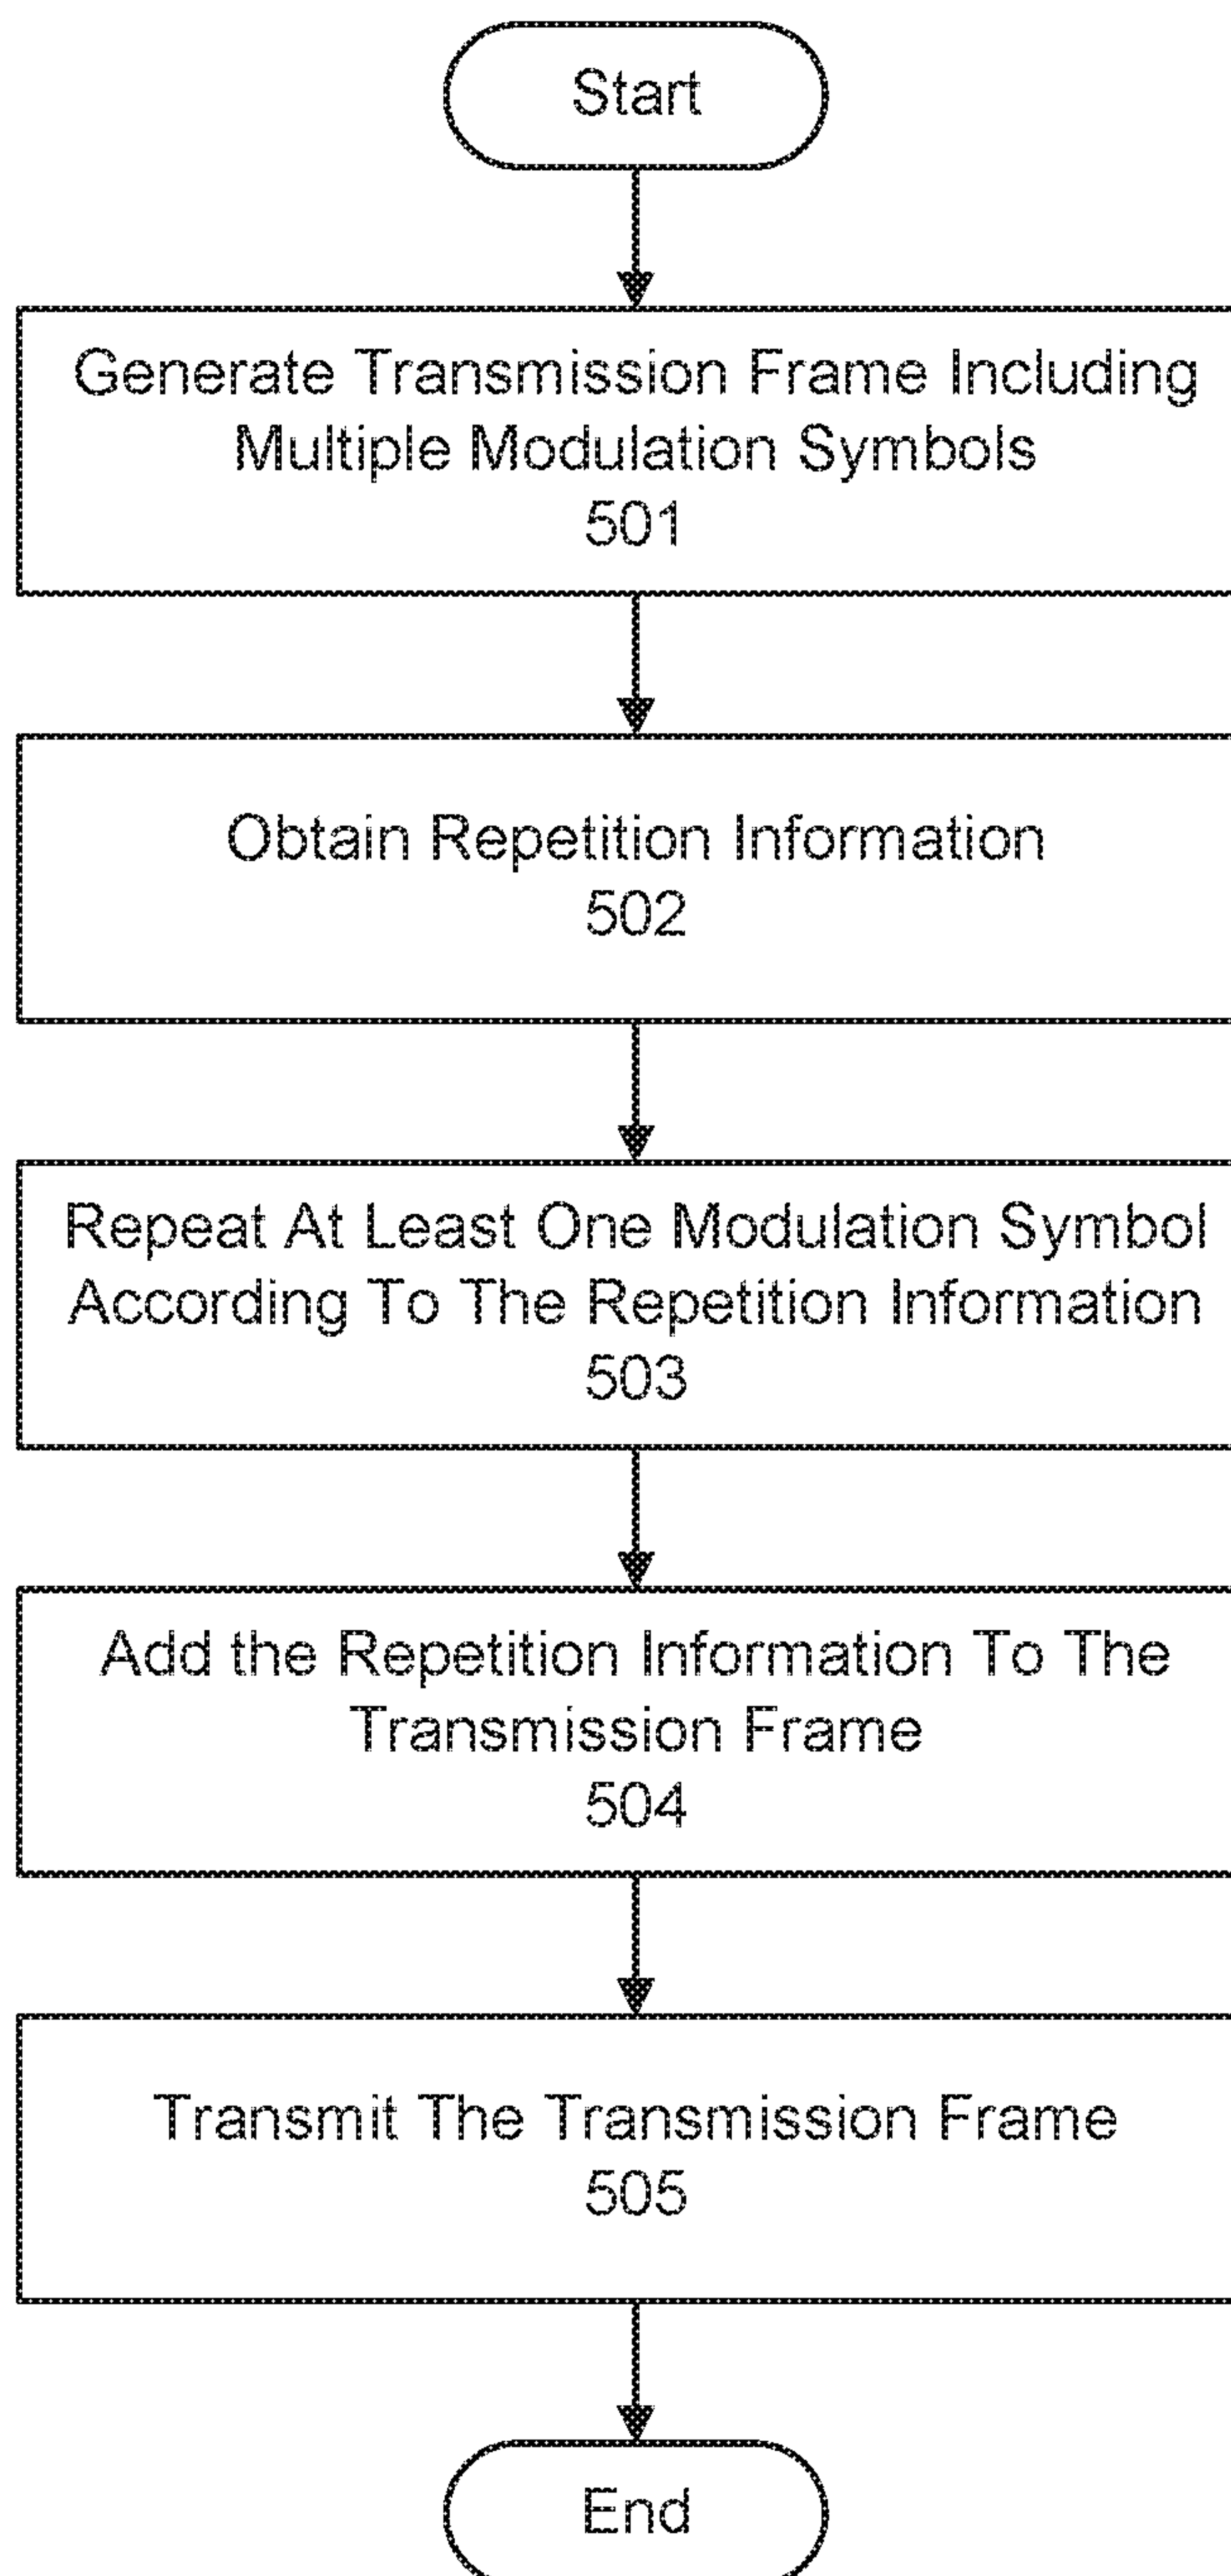 Start
Generate Transmission Frame Including
Multiple Modulation Symbols
501
Obtain Repetition Information
502
Repeat At Least One Modulation Symbol
According To The Repetition Information
503
Add the Repetition Information To The
Transmission Frame
504
Transmit The Transmission Frame
505
End